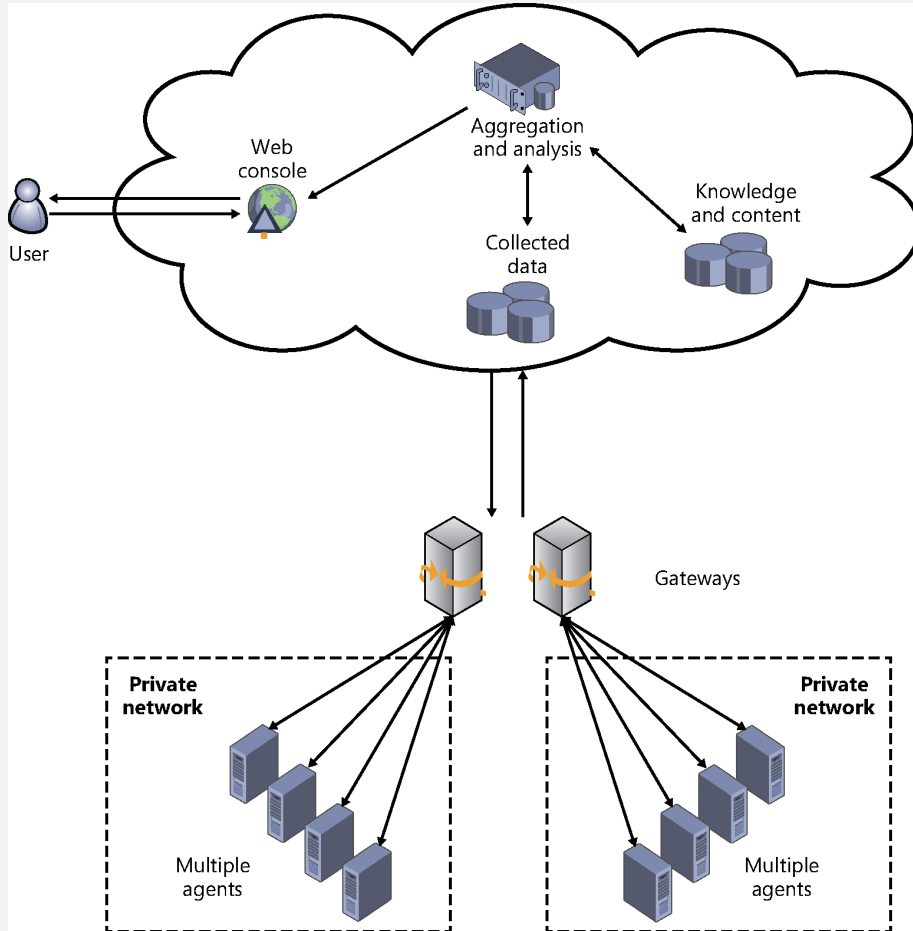 Aggregation
and analysis
Web
console
Knowledge
and content
User
Collected
data
Gateways
Private
network
Private
network
Multiple
agents
Multiple
agents